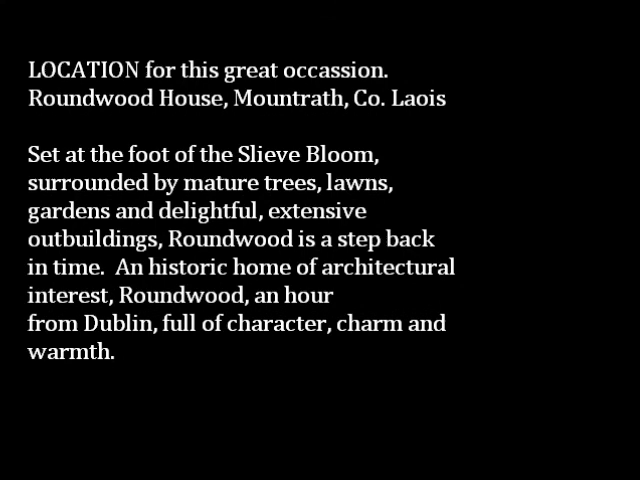 LOCATION for this great occassion.
Roundwood House, Mountrath, Co. Laois
Set at the foot of the Slieve Bloom,
surrounded by mature trees, lawns,
gardens and delightful, extensive
outbuildings, Roundwood is a step back
in time.  An historic home of architectural
interest, Roundwood, an hour
from Dublin, full of character, charm and
warmth.